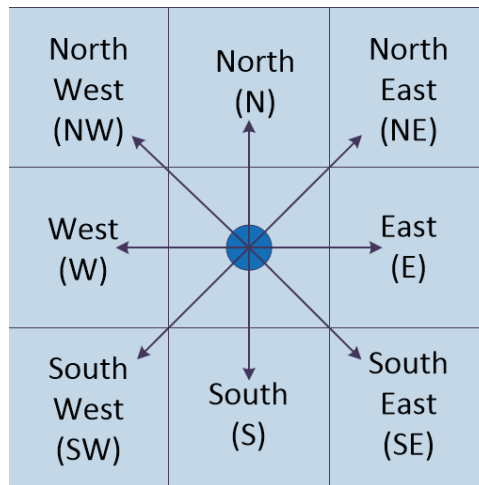 North
West
(NW)
North
(N)
North
East
(NE)
West
(W)
East
(E)
South
West
(SW)
South
(S)
South
East
(SE)